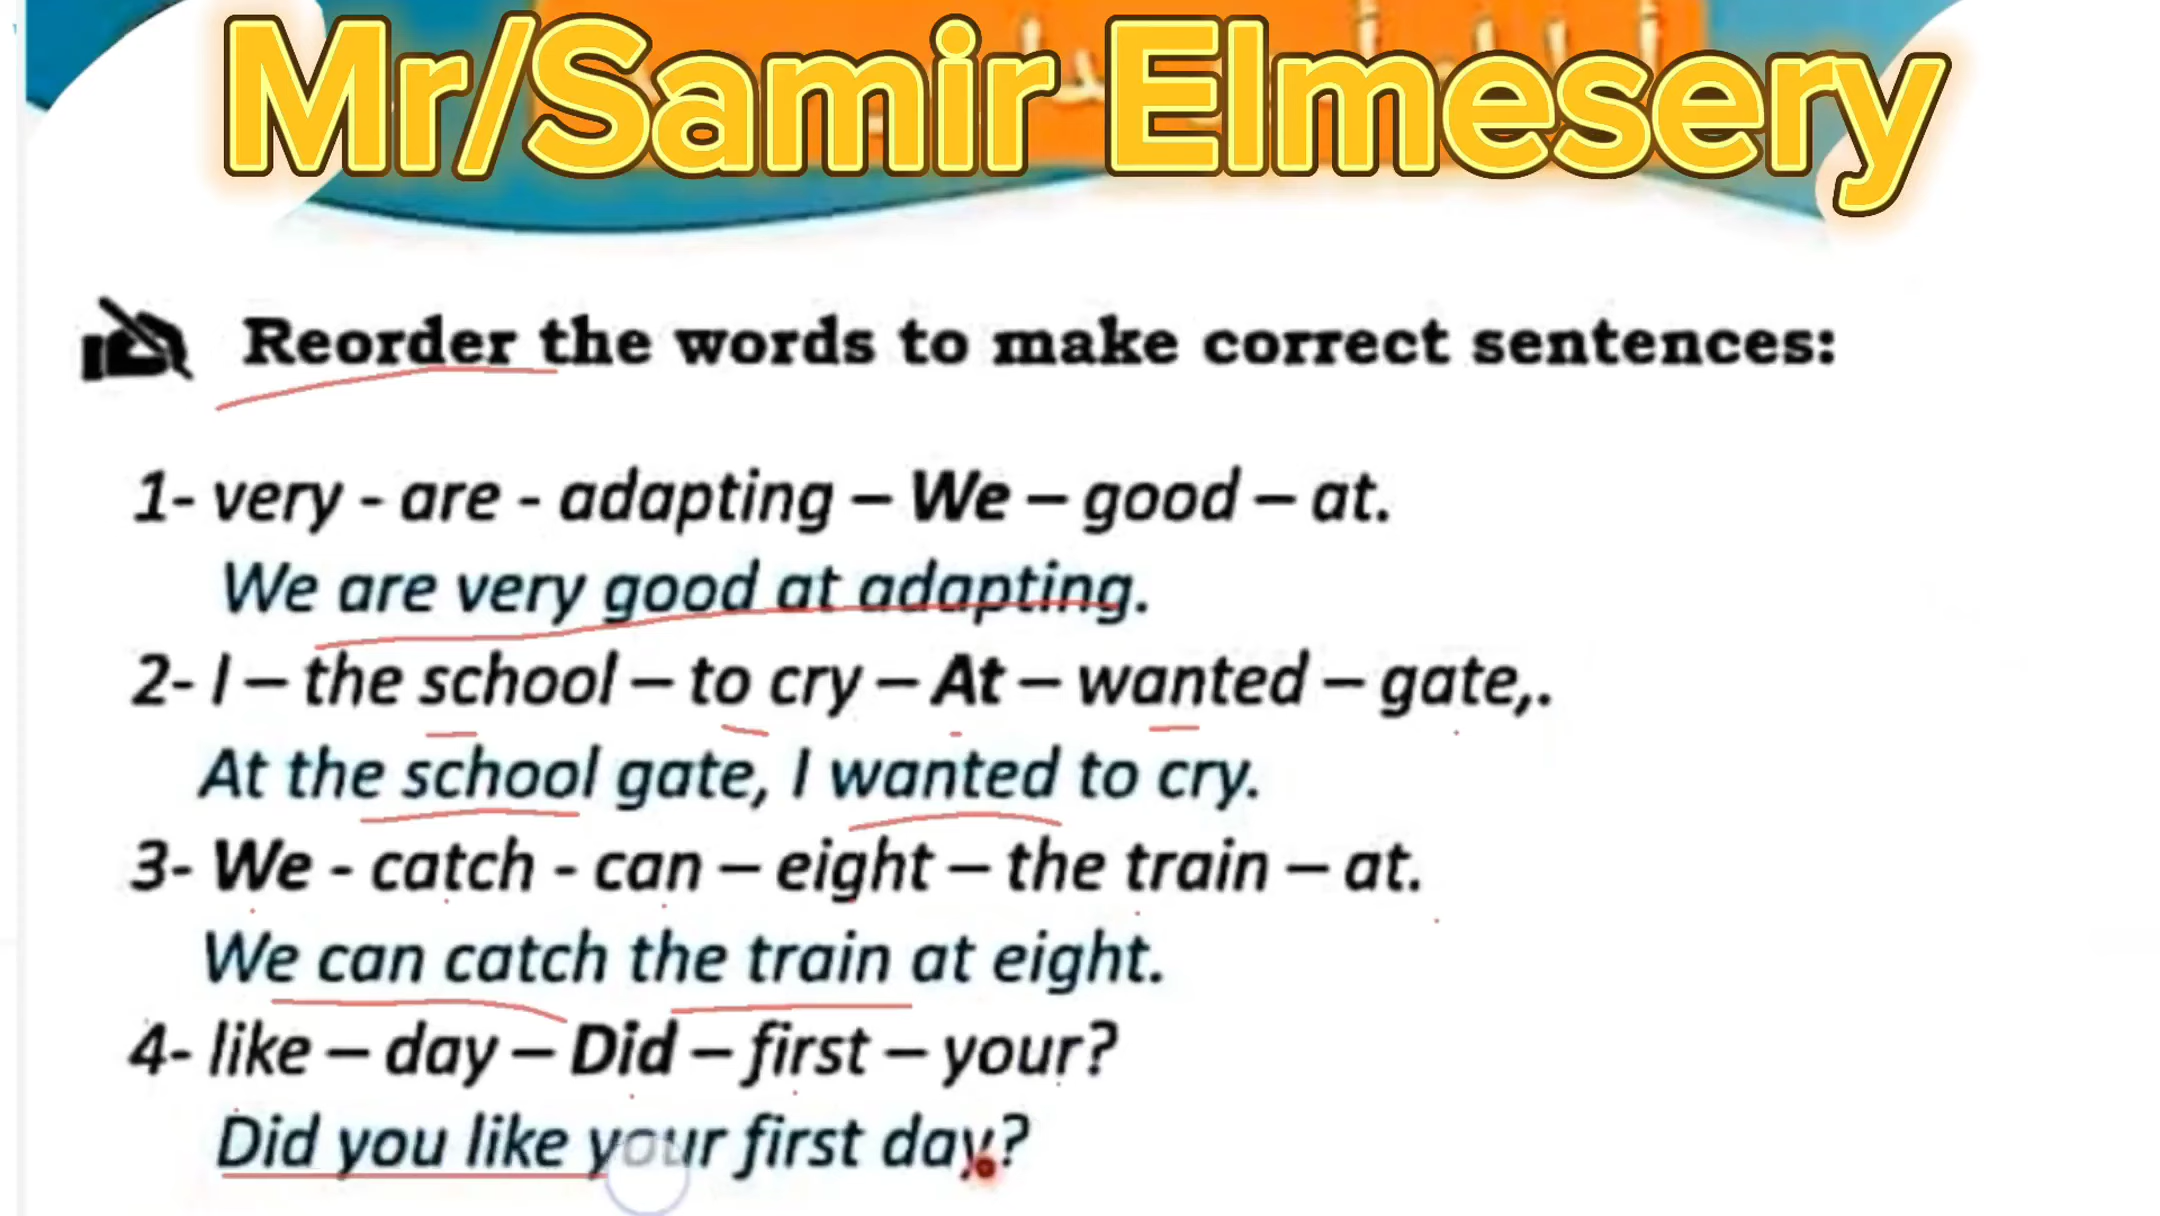 Mr/Samir Elmesery
Reorder the words to make correct sentences:
1- very - are - adapting – We – good – at.
We are very good at adapting.
2- I – the school – to cry – At – wanted – gate,.
At the school gate, I wanted to cry.
3- We - catch - can – eight – the train – at.
We can catch the train at eight.
4- like – day – Did – first – your?
Did you like your first day?